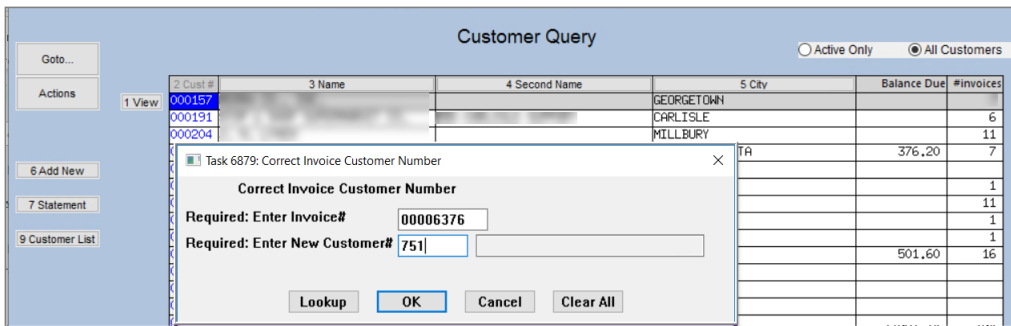 Customer Query
Active Only All Customers
Goto...
Actions
2 Cust # 3 Name 4 Second Name 5 City Balance Due #invoices
1 View 000157 GEORGETOWN
000191 CARLISLE 6
000204 MILLBURY 11
TA 376.20 7
6 Add New
1
7 Statement 11
1
9 Customer List 1
501.60 16
Task 6879: Correct Invoice Customer Number
Correct Invoice Customer Number
Required: Enter Invoice# 00006376
Required: Enter New Customer# 751
Lookup OK Cancel Clear All